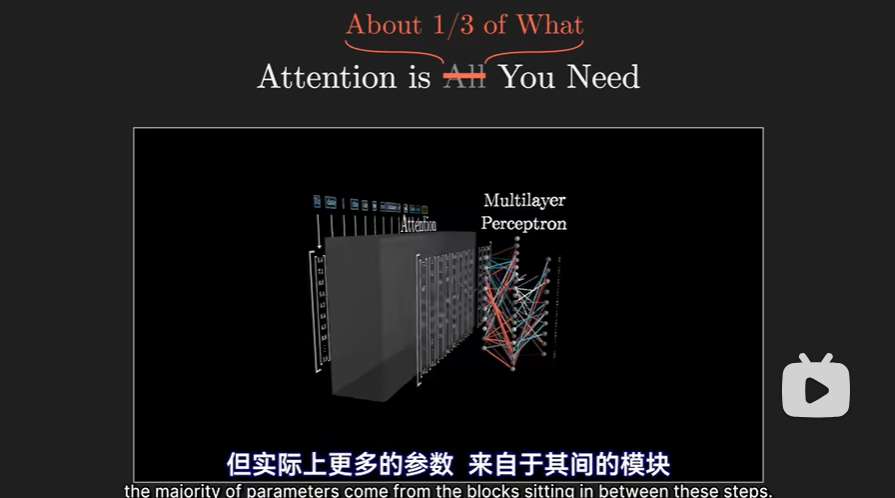 About 1/3 of What
Attention is All You Need
Attention
Multilayer
Perceptron
但实际上更多的参数 来自于其间的模块
the majority of parameters come from the blocks sitting in between these steps.